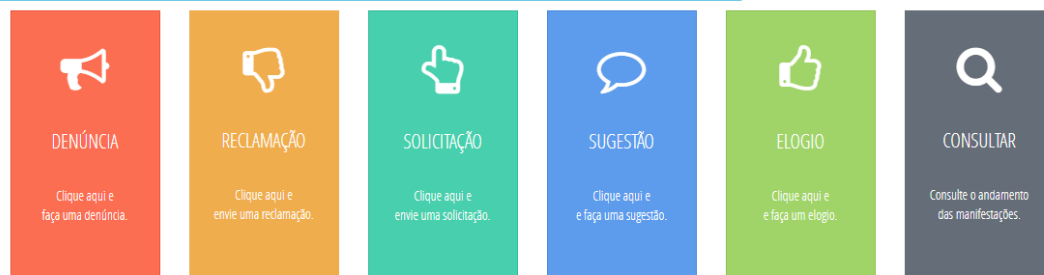 DENÚNCIA
Clique aqui e
faça uma denúncia.
RECLAMAÇÃO
Clique aqui e
envie uma reclamação.
SOLICITAÇÃO
Clique aqui e
envie uma solicitação.
SUGESTÃO
Clique aqui e
e faça uma sugestão.
ELOGIO
Clique aqui e
e faça um elogio.
CONSULTAR
Consulte o andamento
das manifestações.